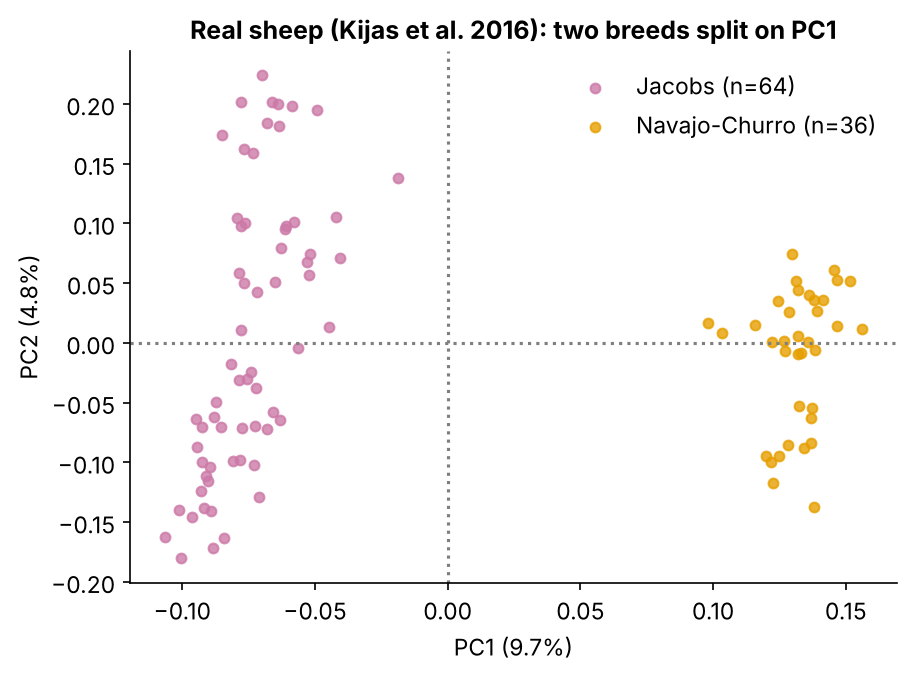 Real sheep (Kijas et al. 2016): two breeds split on PC1
Jacobs (n=64)
Navajo-Churro (n=36)
PC2 (4.8%)
0.20
0.15
0.10
0.05
0.00
−0.05
−0.10
−0.15
−0.20
−0.10 −0.05 0.00 0.05 0.10 0.15
PC1 (9.7%)